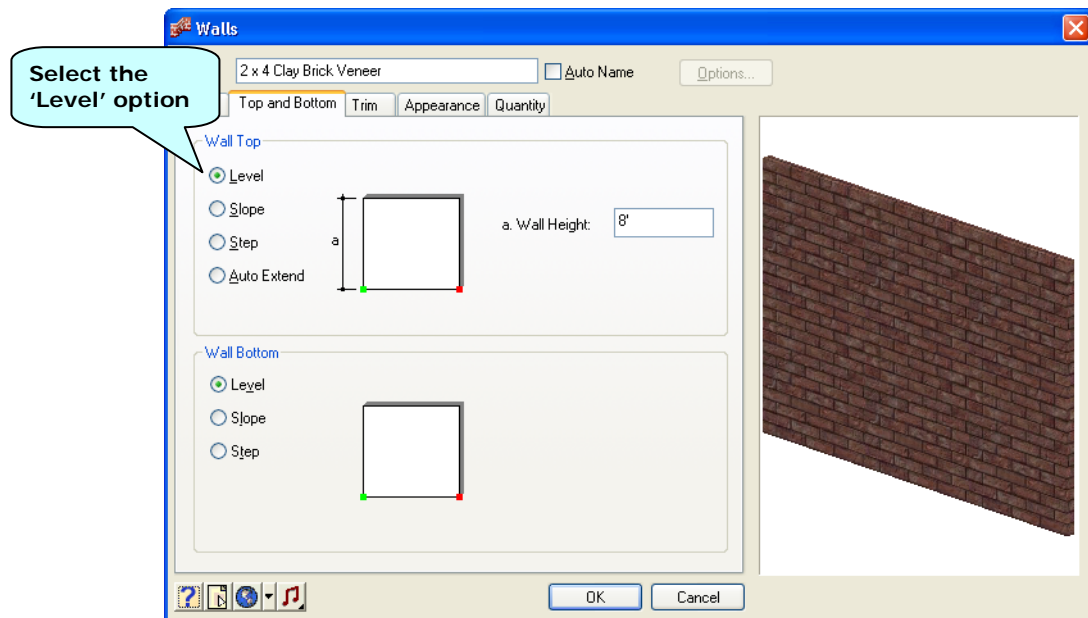 Walls
Select the
‘Level’ option
2 x 4 Clay Brick Veneer
Auto Name
Options...
Top and Bottom
Trim
Appearance
Quantity
Wall Top
Level
Slope
Step
Auto Extend
a
a. Wall Height:
8'
Wall Bottom
Level
Slope
Step
?
OK
Cancel